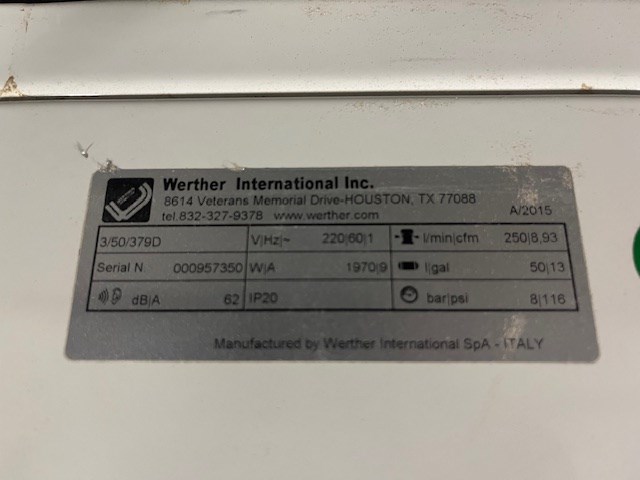 Werther International Inc.
8614 Veterans Memorial Drive-HOUSTON, TX 77088
tel.832-327-9378 www.werther.com A/2015
3/50/379D V|Hz|~ 220|60|1 l/min|cfm 250|8,93
Serial N 000957350 W|A 1970|9 l|gal 50|13
dB|A 62 IP20 bar|psi 8|116
Manufactured by Werther International SpA - ITALY